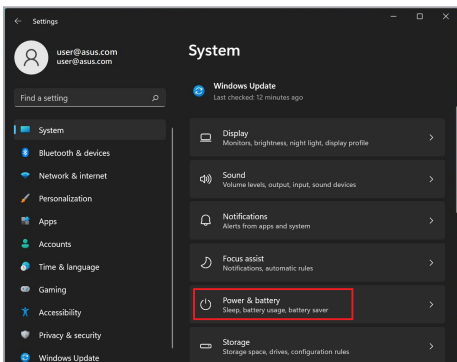 Settings
user@asus.com
user@asus.com
Find a setting
System
Bluetooth & devices
Network & internet
Personalization
Apps
Accounts
Time & language
Gaming
Accessibility
Privacy & security
Windows Update
System
Windows Update
Last checked: 12 minutes ago
Display
Monitors, brightness, night light, display profile
Sound
Volume levels, output, input, sound devices
Notifications
Alerts from apps and system
Focus assist
Notifications, automatic rules
Power & battery
Sleep, battery usage, battery saver
Storage
Storage space, drives, configuration rules